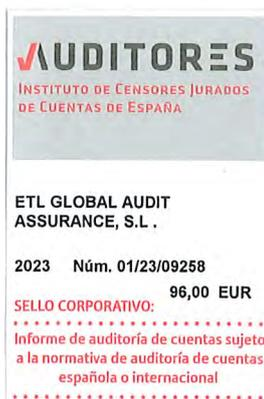 AUDITORES
INSTITUTO DE CENSORES JURADOS
DE CUENTAS DE ESPAÑA
ETL GLOBAL AUDIT
ASSURANCE, S.L .
2023 Núm. 01/23/09258
96,00 EUR
SELLO CORPORATIVO:
Informe de auditoría de cuentas sujeto
a la normativa de auditoría de cuentas
española o internacional